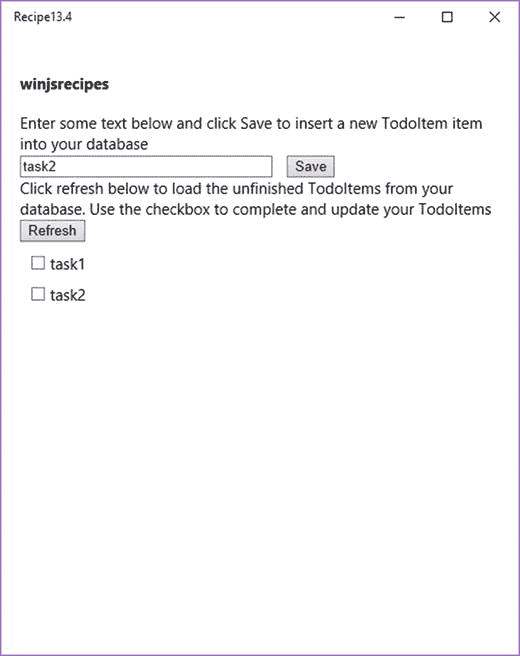 Recipe13.4
winjsrecipes
Enter some text below and click Save to insert a new TodoItem item
into your database
task2 Save
Click refresh below to load the unfinished TodoItems from your
database. Use the checkbox to complete and update your TodoItems
Refresh
task1
task2